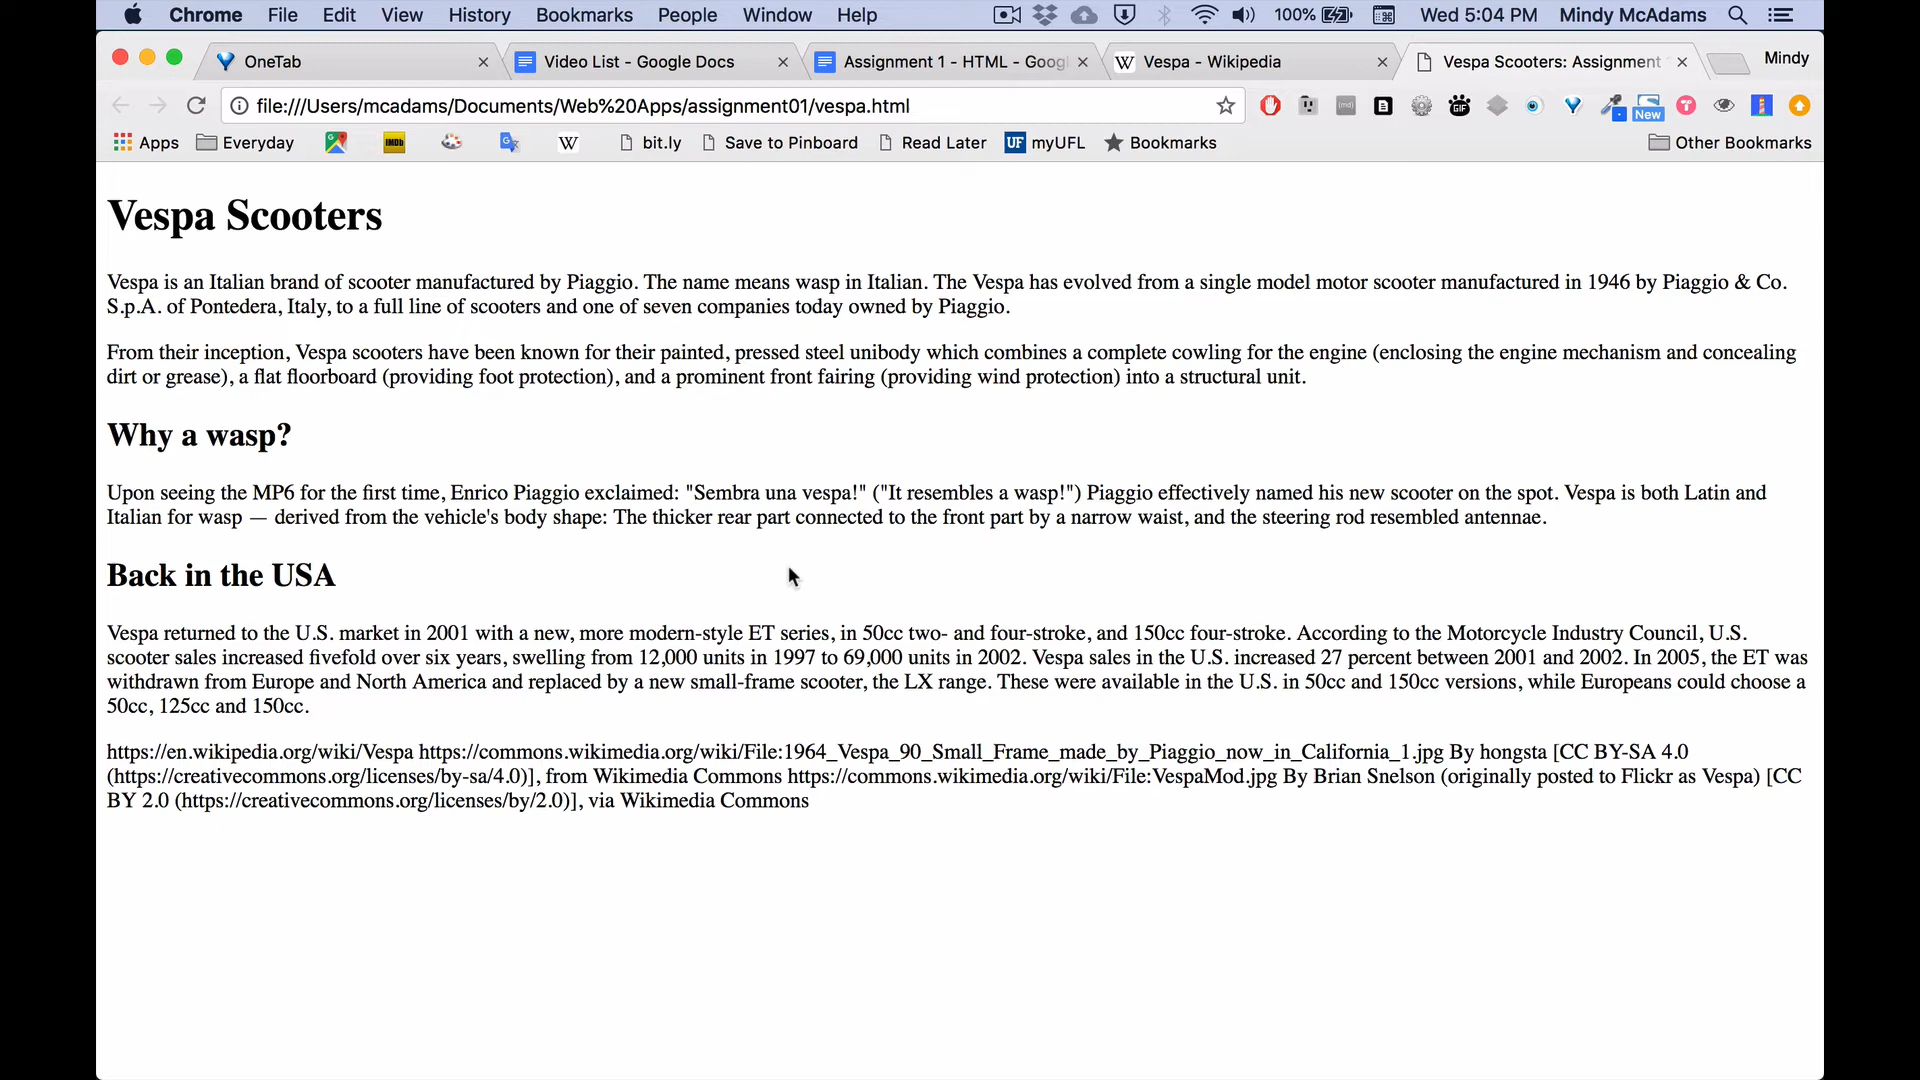 Chrome File Edit View History Bookmarks People Window Help 100% Wed 5:04 PM Mindy McAdams
OneTab Video List - Google Docs Assignment 1 - HTML - Googl Vespa - Wikipedia Vespa Scooters: Assignment Mindy
file:///Users/mcadams/Documents/Web%20Apps/assignment01/vespa.html
New
Apps Everyday bit.ly Save to Pinboard Read Later UF myUFL Bookmarks Other Bookmarks
Vespa Scooters
Vespa is an Italian brand of scooter manufactured by Piaggio. The name means wasp in Italian. The Vespa has evolved from a single model motor scooter manufactured in 1946 by Piaggio & Co.
S.p.A. of Pontedera, Italy, to a full line of scooters and one of seven companies today owned by Piaggio.
From their inception, Vespa scooters have been known for their painted, pressed steel unibody which combines a complete cowling for the engine (enclosing the engine mechanism and concealing
dirt or grease), a flat floorboard (providing foot protection), and a prominent front fairing (providing wind protection) into a structural unit.
Why a wasp?
Upon seeing the MP6 for the first time, Enrico Piaggio exclaimed: "Sembra una vespa!" ("It resembles a wasp!") Piaggio effectively named his new scooter on the spot. Vespa is both Latin and
Italian for wasp — derived from the vehicle's body shape: The thicker rear part connected to the front part by a narrow waist, and the steering rod resembled antennae.
Back in the USA
Vespa returned to the U.S. market in 2001 with a new, more modern-style ET series, in 50cc two- and four-stroke, and 150cc four-stroke. According to the Motorcycle Industry Council, U.S.
scooter sales increased fivefold over six years, swelling from 12,000 units in 1997 to 69,000 units in 2002. Vespa sales in the U.S. increased 27 percent between 2001 and 2002. In 2005, the ET was
withdrawn from Europe and North America and replaced by a new small-frame scooter, the LX range. These were available in the U.S. in 50cc and 150cc versions, while Europeans could choose a
50cc, 125cc and 150cc.
https://en.wikipedia.org/wiki/Vespa https://commons.wikimedia.org/wiki/File:1964_Vespa_90_Small_Frame_made_by_Piaggio_now_in_California_1.jpg By hongsta [CC BY-SA 4.0
(https://creativecommons.org/licenses/by-sa/4.0)], from Wikimedia Commons https://commons.wikimedia.org/wiki/File:VespaMod.jpg By Brian Snelson (originally posted to Flickr as Vespa) [CC
BY 2.0 (https://creativecommons.org/licenses/by/2.0)], via Wikimedia Commons